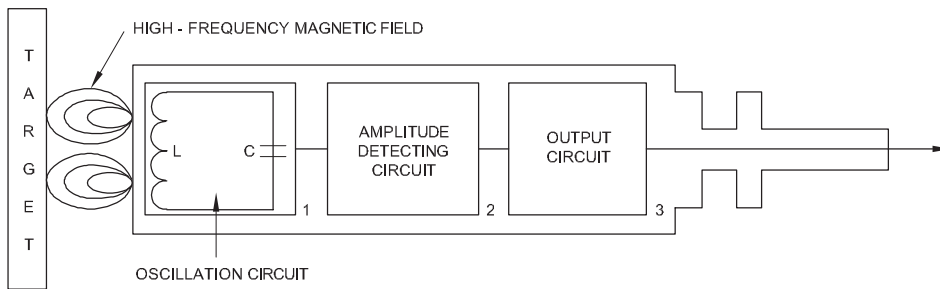 HIGH - FREQUENCY MAGNETIC FIELD
T
A
R
G
E
T
L
C
1
AMPLITUDE
DETECTING
CIRCUIT
2
OUTPUT
CIRCUIT
3
OSCILLATION CIRCUIT